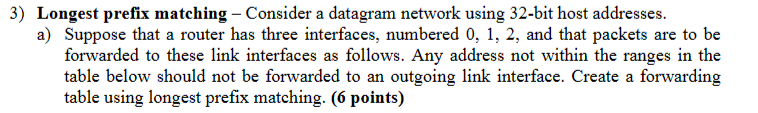 3) Longest prefix matching – Consider a datagram network using 32-bit host addresses.
a) Suppose that a router has three interfaces, numbered 0, 1, 2, and that packets are to be
forwarded to these link interfaces as follows. Any address not within the ranges in the
table below should not be forwarded to an outgoing link interface. Create a forwarding
table using longest prefix matching. (6 points)